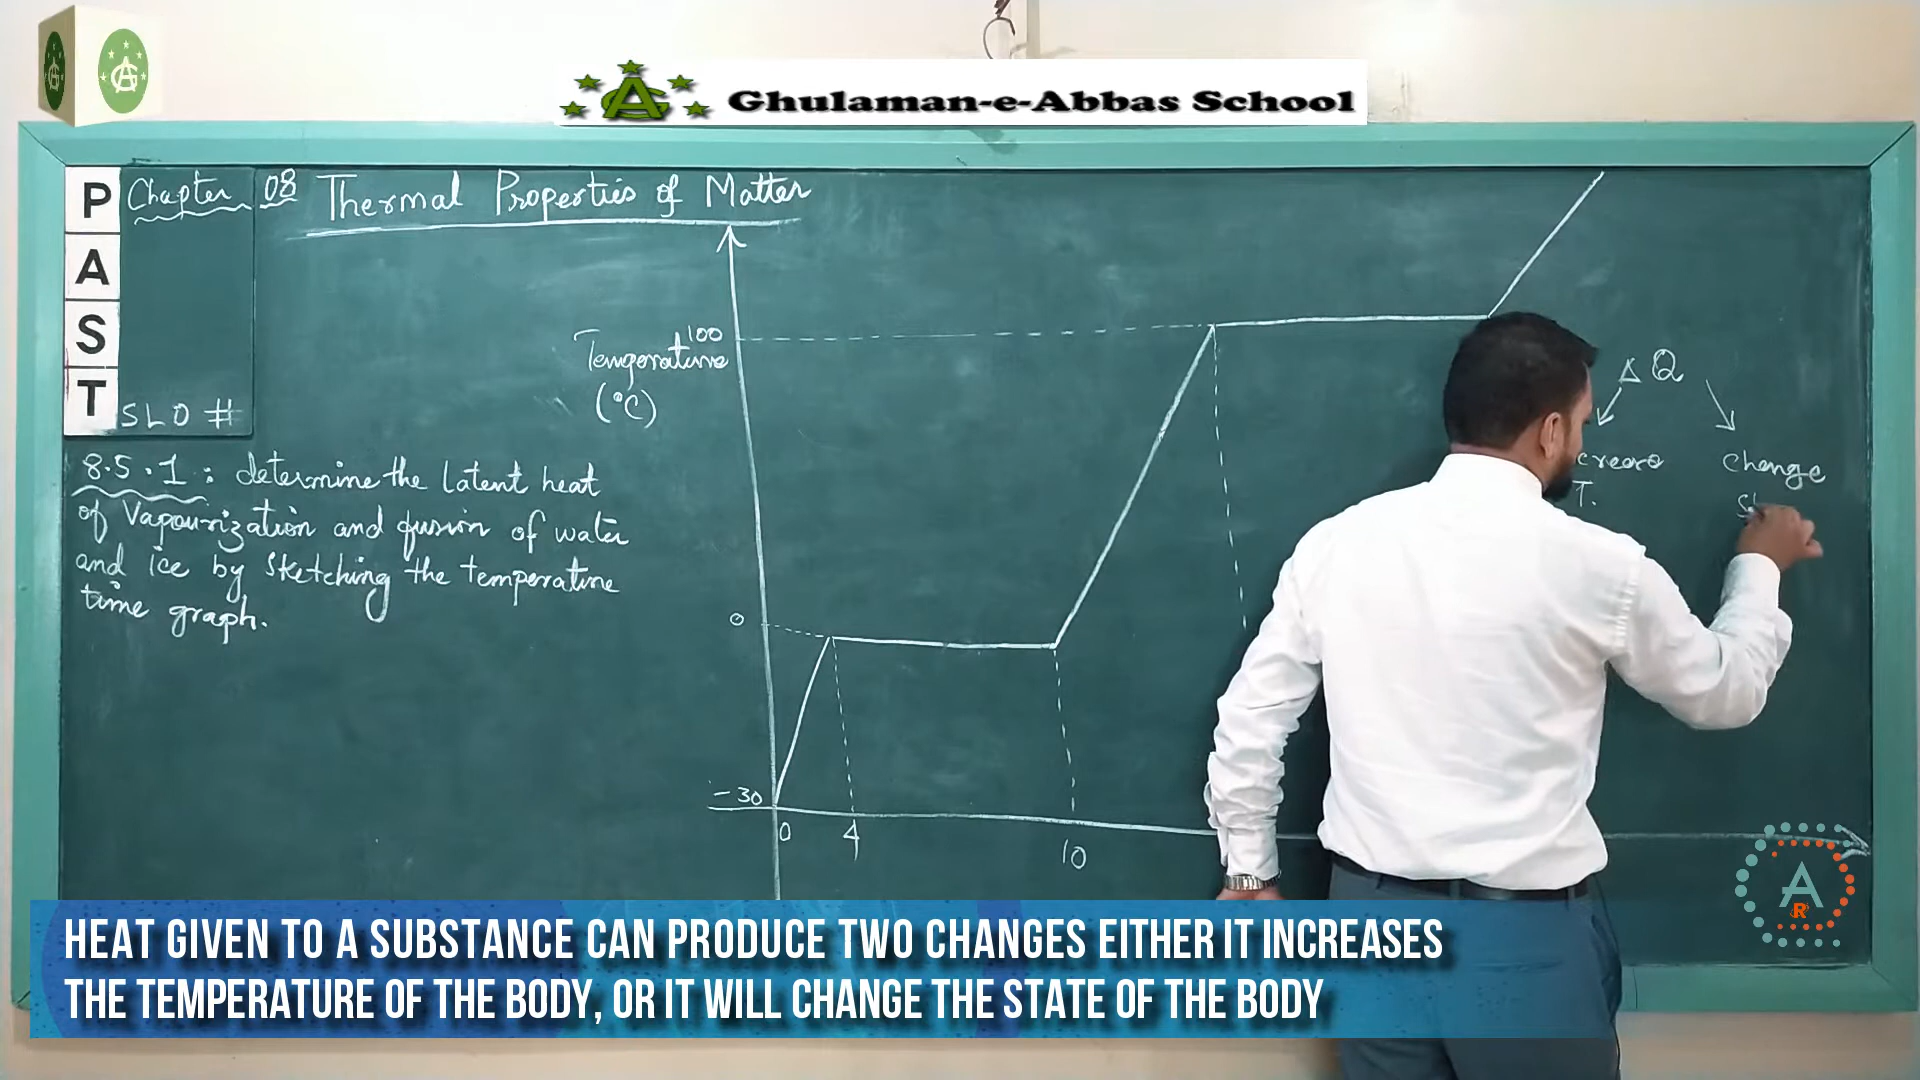 Ghulaman-e-Abbas School
P
A
S
T
Chapter 08
Thermal Properties of Matter
SLO #
8.5.1: determine the latent heat
of Vapourization and fusion of water
and ice by sketching the temperature
time graph.
100
Temperature
(°C)
0
-30
0
4
10
Δ Q
T.
Change
HEAT GIVEN TO A SUBSTANCE CAN PRODUCE TWO CHANGES EITHER IT INCREASES
THE TEMPERATURE OF THE BODY, OR IT WILL CHANGE THE STATE OF THE BODY
A
R